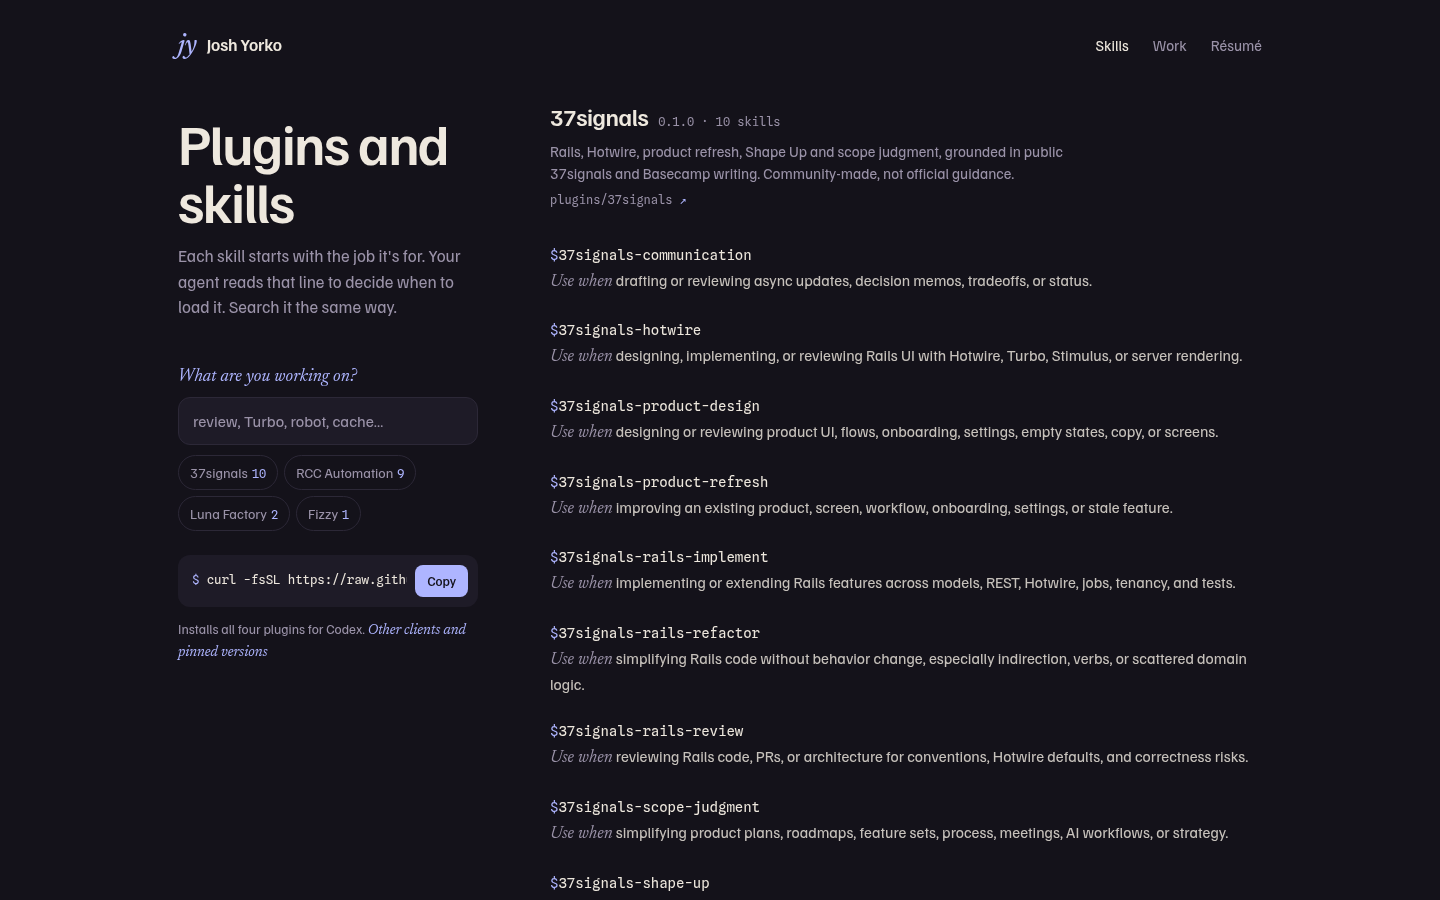 jy Josh Yorko
Skills Work Résumé
Plugins and
skills
Each skill starts with the job it's for. Your
agent reads that line to decide when to
load it. Search it the same way.
What are you working on?
review, Turbo, robot, cache...
37signals 10 RCC Automation 9
Luna Factory 2 Fizzy 1
$ curl -fsSL https://raw.gith
Copy
Installs all four plugins for Codex. Other clients and
pinned versions
37signals 0.1.0 · 10 skills
Rails, Hotwire, product refresh, Shape Up and scope judgment, grounded in public
37signals and Basecamp writing. Community-made, not official guidance.
plugins/37signals ↗
$37signals-communication
Use when drafting or reviewing async updates, decision memos, tradeoffs, or status.
$37signals-hotwire
Use when designing, implementing, or reviewing Rails UI with Hotwire, Turbo, Stimulus, or server rendering.
$37signals-product-design
Use when designing or reviewing product UI, flows, onboarding, settings, empty states, copy, or screens.
$37signals-product-refresh
Use when improving an existing product, screen, workflow, onboarding, settings, or stale feature.
$37signals-rails-implement
Use when implementing or extending Rails features across models, REST, Hotwire, jobs, tenancy, and tests.
$37signals-rails-refactor
Use when simplifying Rails code without behavior change, especially indirection, verbs, or scattered domain
logic.
$37signals-rails-review
Use when reviewing Rails code, PRs, or architecture for conventions, Hotwire defaults, and correctness risks.
$37signals-scope-judgment
Use when simplifying product plans, roadmaps, feature sets, process, meetings, AI workflows, or strategy.
$37signals-shape-up